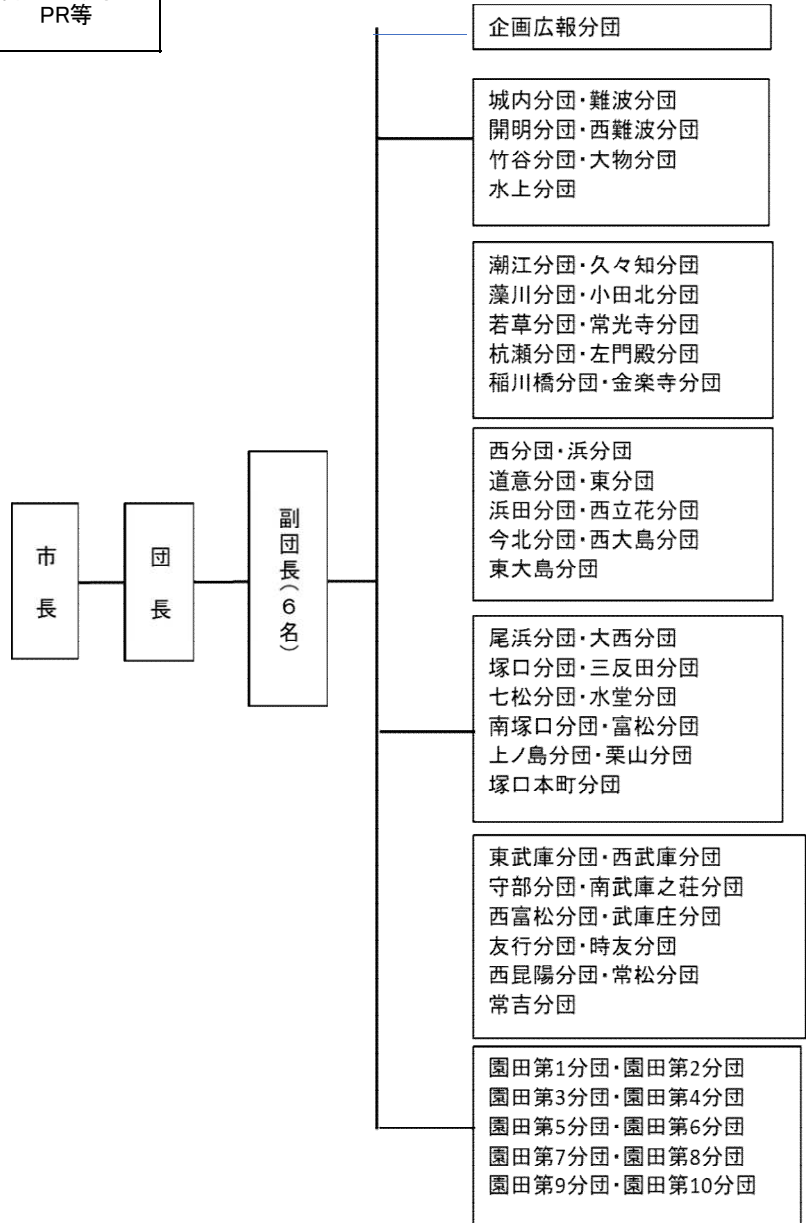 PR等
企画広報分団
城内分団・難波分団
開明分団・西難波分団
竹谷分団・大物分団
水上分団
潮江分団・久々知分団
藻川分団・小田北分団
若草分団・常光寺分団
杭瀬分団・左門殿分団
稲川橋分団・金楽寺分団
西分団・浜分団
道意分団・東分団
浜田分団・西立花分団
今北分団・西大島分団
東大島分団
市長
団長
副団長(6名)
尾浜分団・大西分団
塚口分団・三反田分団
七松分団・水堂分団
南塚口分団・富松分団
上ノ島分団・栗山分団
塚口本町分団
東武庫分団・西武庫分団
守部分団・南武庫之荘分団
西富松分団・武庫庄分団
友行分団・時友分団
西昆陽分団・常松分団
常吉分団
園田第1分団・園田第2分団
園田第3分団・園田第4分団
園田第5分団・園田第6分団
園田第7分団・園田第8分団
園田第9分団・園田第10分団